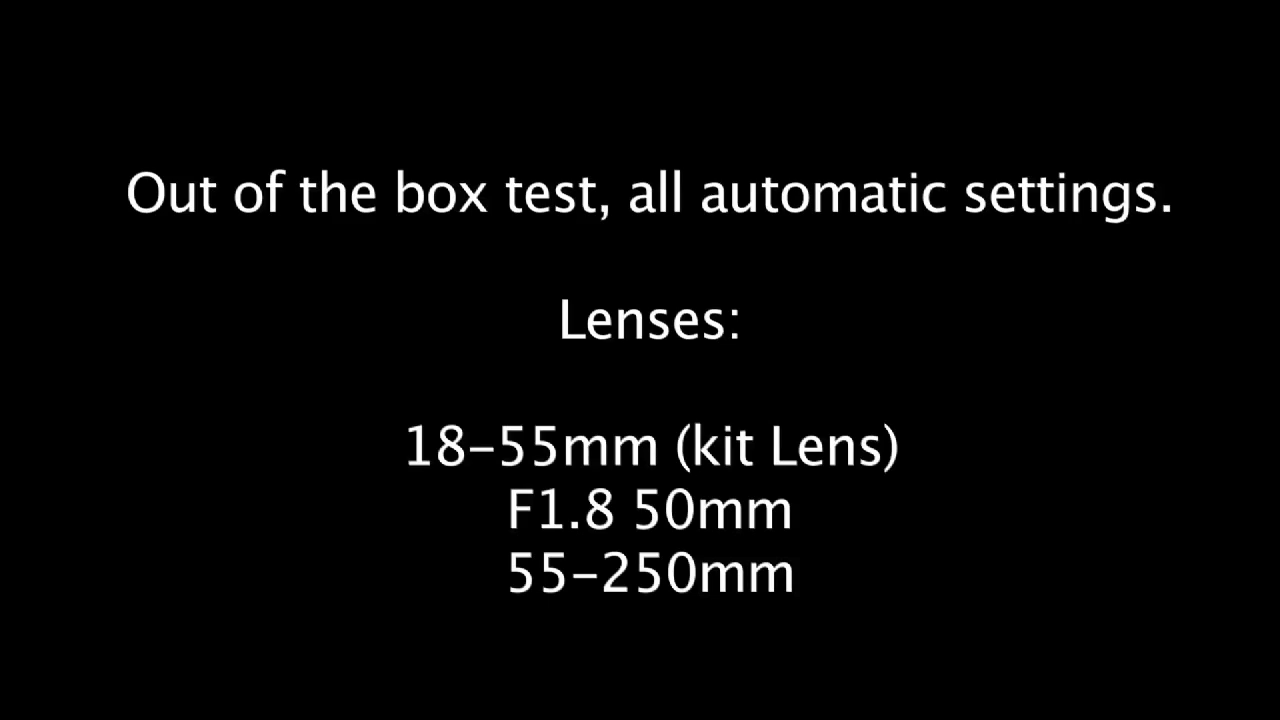 Out of the box test, all automatic settings.
Lenses:
18-55mm (kit Lens)
F1.8 50mm
55-250mm